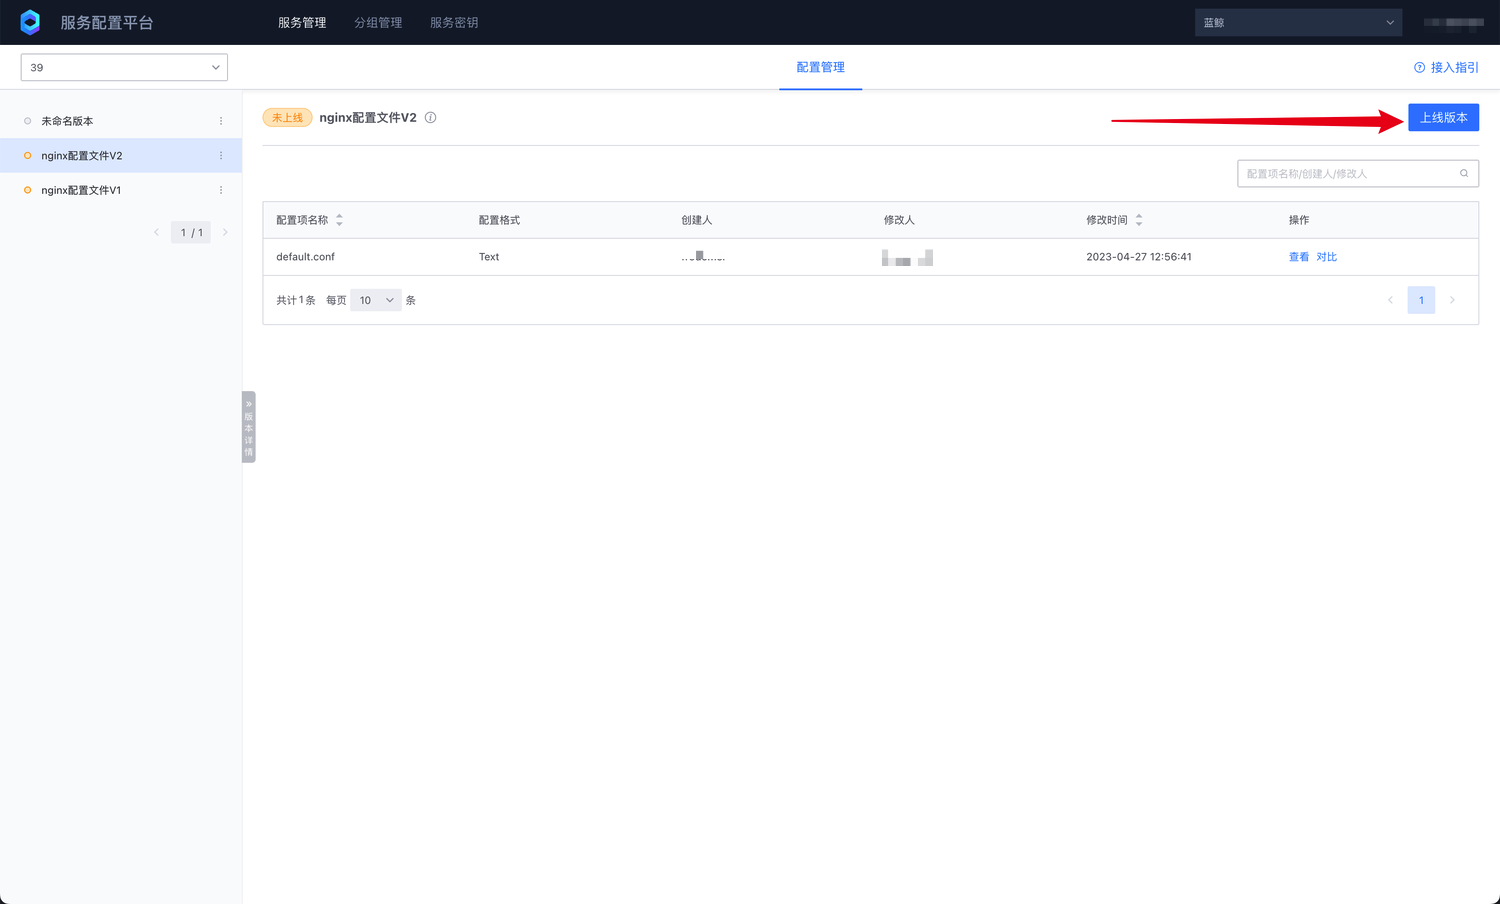 服务配置平台 服务管理 分组管理 服务密钥 蓝鲸
39 配置管理 接入指引
未命名版本
nginx配置文件V2
nginx配置文件V1
1 / 1
未上线 nginx配置文件V2 上线版本
配置项名称/创建人/修改人
配置项名称 配置格式 创建人 修改人 修改时间 操作
default.conf Text 2023-04-27 12:56:41 查看 对比
共计 1 条 每页 10 条 1
» 版本详情